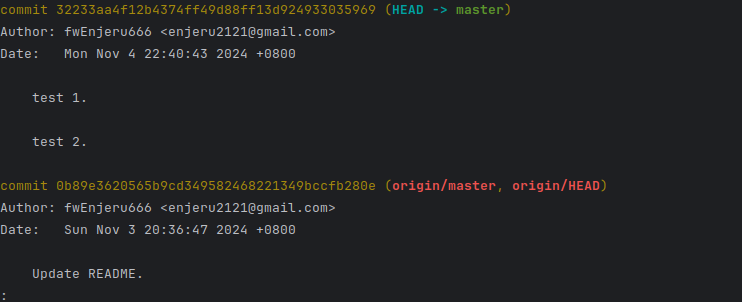 commit 32233aa4f12b4374ff49d88ff13d924933035969 (HEAD -> master)
Author: fwEnjeru666 <enjeru2121@gmail.com>
Date:   Mon Nov 4 22:40:43 2024 +0800
    test 1.
    test 2.
commit 0b89e3620565b9cd349582468221349bccfb280e (origin/master, origin/HEAD)
Author: fwEnjeru666 <enjeru2121@gmail.com>
Date:   Sun Nov 3 20:36:47 2024 +0800
    Update README.
: